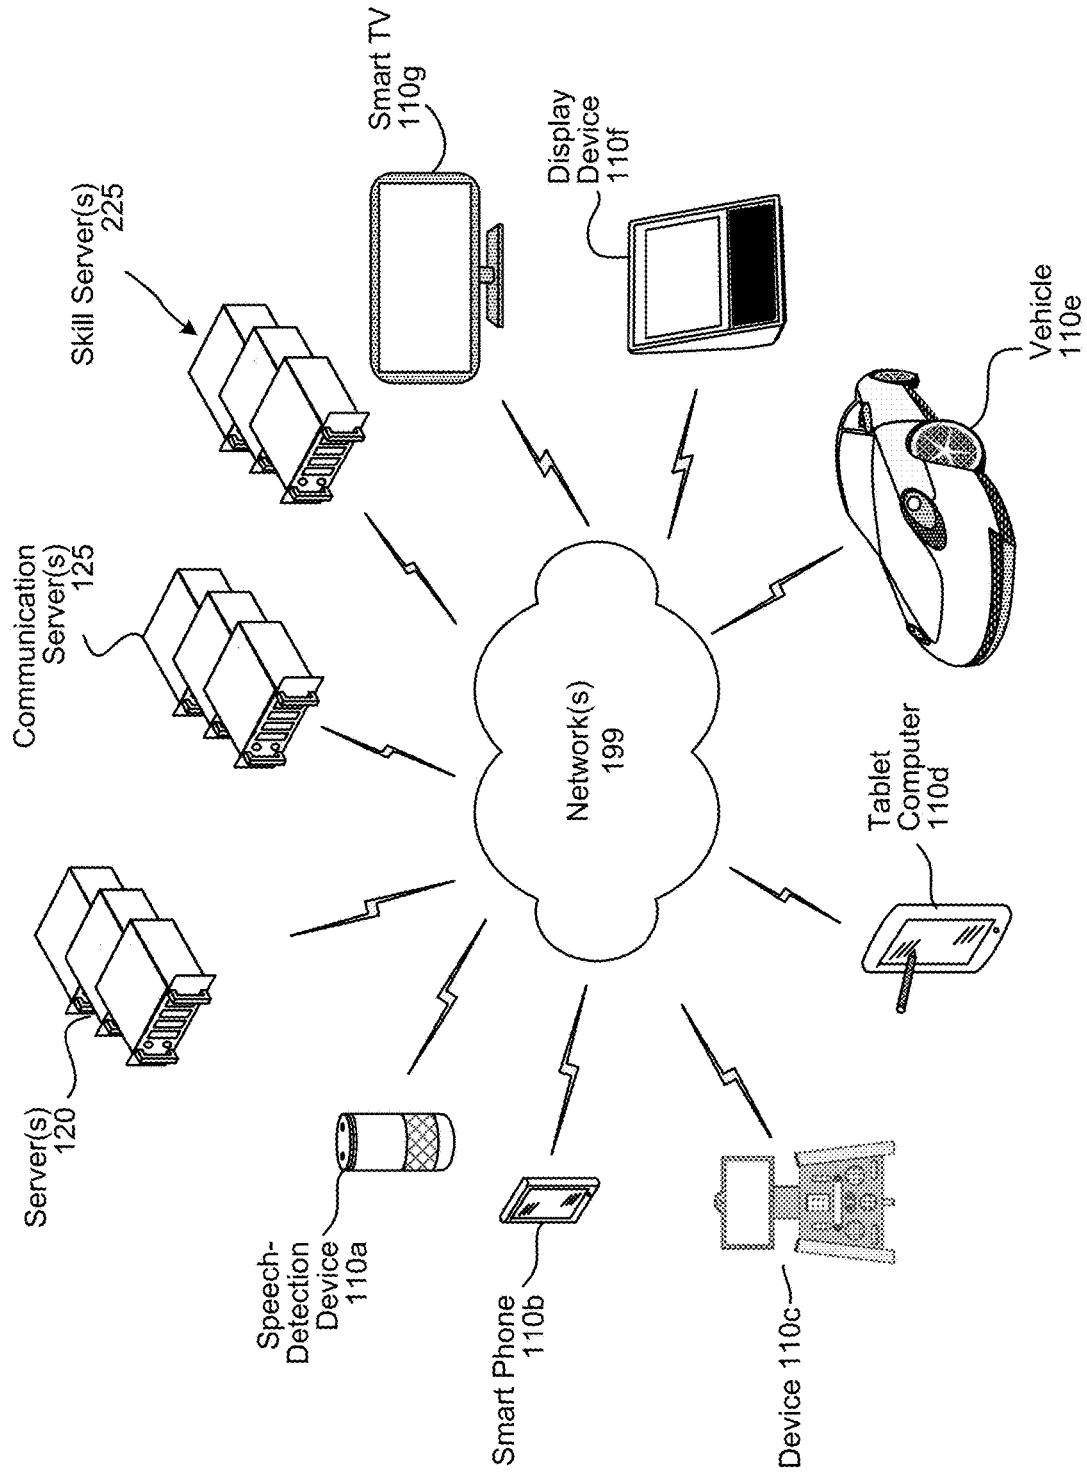 Server(s)
120
Communication
Server(s)
125
Skill Server(s)
225
Speech-
Detection
Device
110a
Smart TV
110g
Smart Phone
110b
Network(s)
199
Display
Device
110f
Device 110c
Tablet
Computer
110d
Vehicle
110e